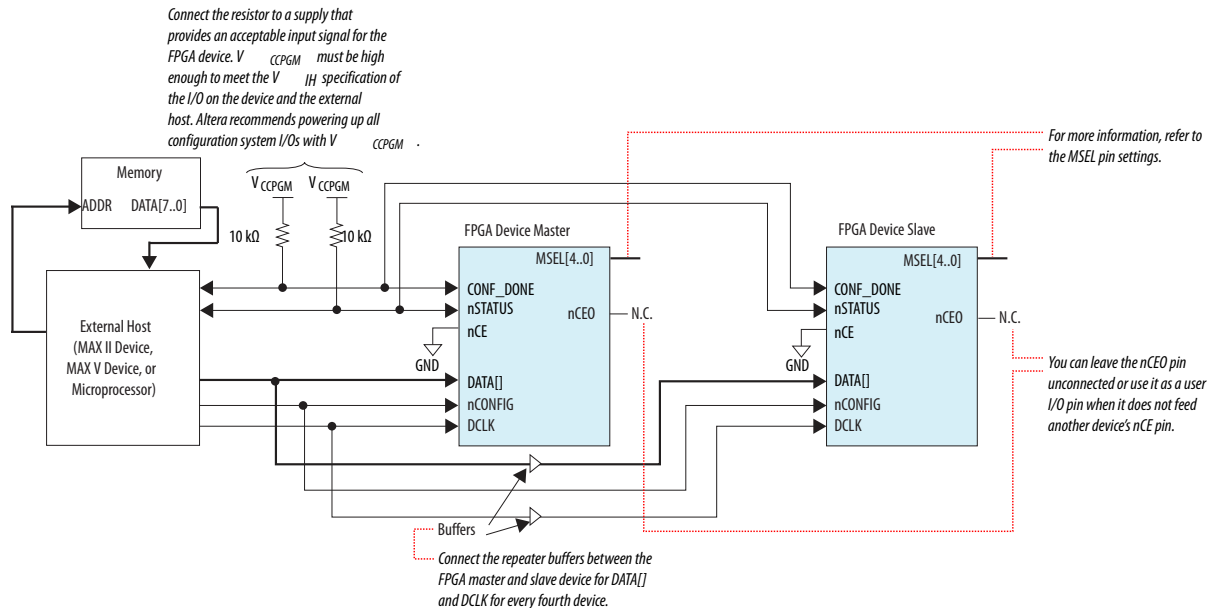 Connect the resistor to a supply that
provides an acceptable input signal for the
FPGA device. V CCPGM must be high
enough to meet the V IH specification of
the I/O on the device and the external
host. Altera recommends powering up all
configuration system I/Os with V CCPGM .
For more information, refer to
the MSEL pin settings.
Memory
ADDR DATA[7..0]
V CCPGM V CCPGM
10 kΩ 10 kΩ
FPGA Device Master
MSEL[4..0]
CONF_DONE
nSTATUS
nCE
nCEO N.C.
GND
DATA[]
nCONFIG
DCLK
FPGA Device Slave
MSEL[4..0]
CONF_DONE
nSTATUS
nCE
nCEO N.C.
GND
DATA[]
nCONFIG
DCLK
External Host
(MAX II Device,
MAX V Device, or
Microprocessor)
You can leave the nCEO pin
unconnected or use it as a user
I/O pin when it does not feed
another device's nCE pin.
Buffers
Connect the repeater buffers between the
FPGA master and slave device for DATA[]
and DCLK for every fourth device.